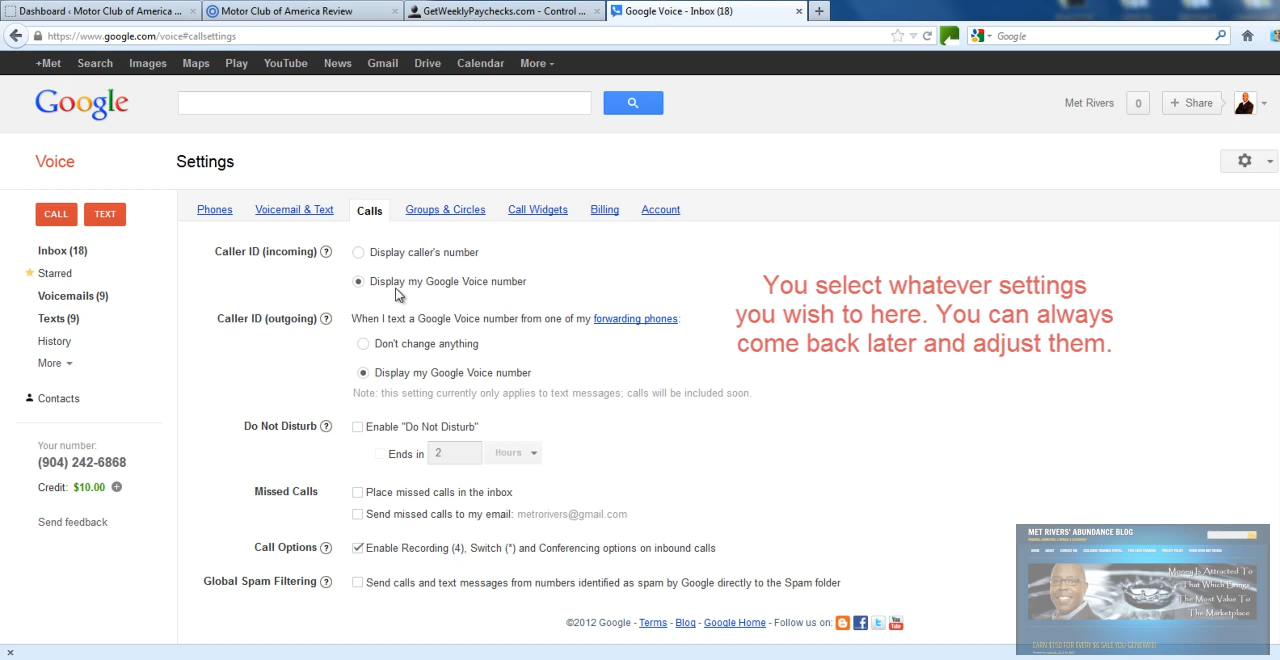 Dashboard ‹ Motor Club of America ... × Motor Club of America Review × GetWeeklyPaychecks.com - Control ... × Google Voice - Inbox (18) × +
https://www.google.com/voice#callsettings
Google
+Met Search Images Maps Play YouTube News Gmail Drive Calendar More
Google
Met Rivers 0 + Share
Voice Settings
CALL TEXT
Phones Voicemail & Text Calls Groups & Circles Call Widgets Billing Account
Inbox (18)
Starred
Voicemails (9)
Texts (9)
History
More
Contacts
Your number:
(904) 242-6868
Credit: $10.00
Send feedback
Caller ID (incoming) ? Display caller's number
Display my Google Voice number
Caller ID (outgoing) ? When I text a Google Voice number from one of my forwarding phones:
Don't change anything
Display my Google Voice number
Note: this setting currently only applies to text messages; calls will be included soon.
Do Not Disturb ? Enable "Do Not Disturb"
Ends in 2 Hours
Missed Calls Place missed calls in the inbox
Send missed calls to my email: metrorivers@gmail.com
Call Options ? Enable Recording (4), Switch (*) and Conferencing options on inbound calls
Global Spam Filtering ? Send calls and text messages from numbers identified as spam by Google directly to the Spam folder
You select whatever settings
you wish to here. You can always
come back later and adjust them.
©2012 Google - Terms - Blog - Google Home - Follow us on:
MET RIVERS' ABUNDANCE BLOG
Money Is Attracted To
That Which Brings
The Most Value To
The Marketplace
EARN $150 FOR EVERY $6 SALE YOU GENERATE!